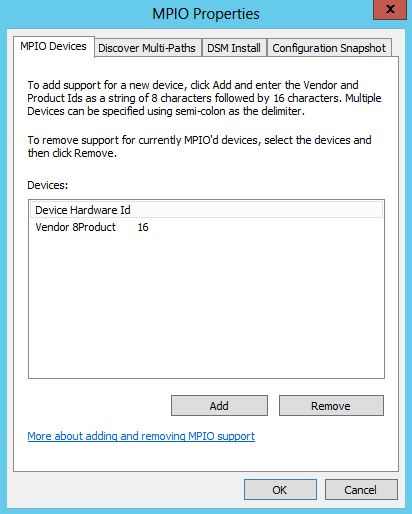 MPIO Properties
x
MPIO Devices Discover Multi-Paths DSM Install Configuration Snapshot
To add support for a new device, click Add and enter the Vendor and
Product Ids as a string of 8 characters followed by 16 characters. Multiple
Devices can be specified using semi-colon as the delimiter.
To remove support for currently MPIO'd devices, select the devices and
then click Remove.
Devices:
Device Hardware Id
Vendor 8Product 16
Add Remove
More about adding and removing MPIO support
OK Cancel